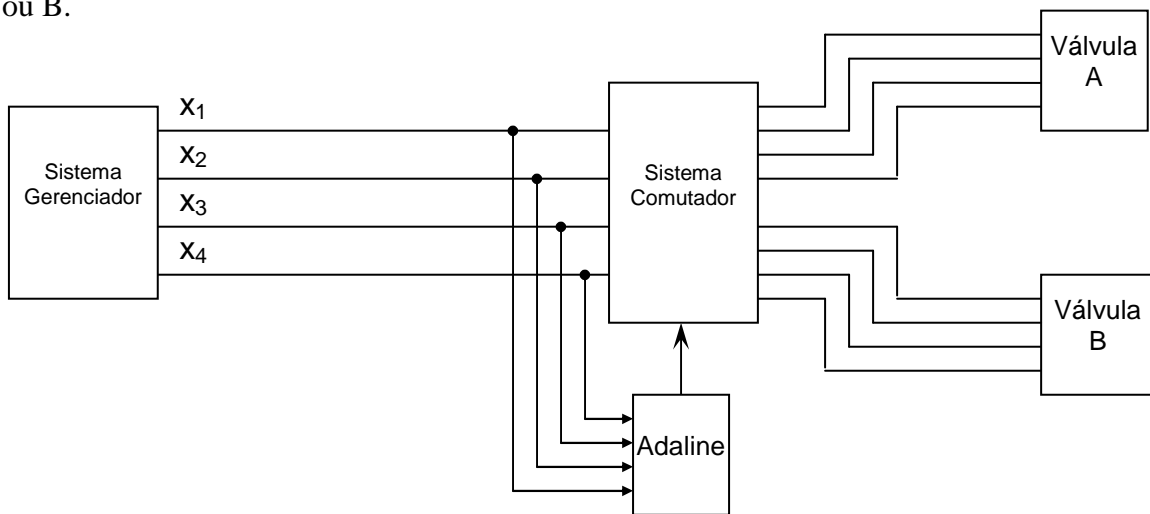 ou B.
Válvula
A
x₁
x₂
x₃
x₄
Sistema
Gerenciador
Sistema
Comutador
Válvula
B
Adaline